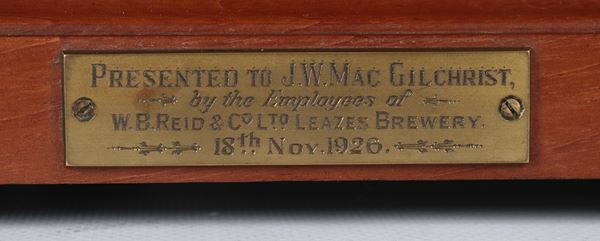 PRESENTED TO J.W. MAC GILCHRIST,
by the Employees of
W.B. REID & Co LTD LEAZES BREWERY.
18th Nov. 1926.